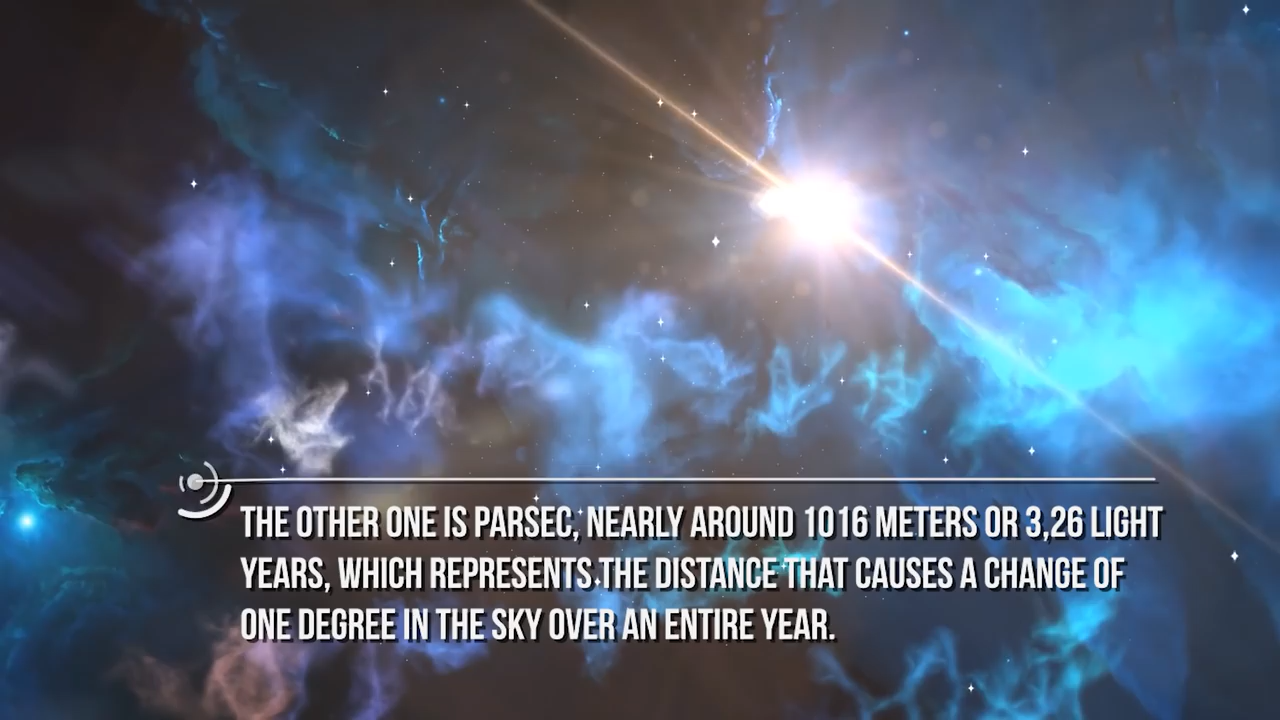 THE OTHER ONE IS PARSEC, NEARLY AROUND 1016 METERS OR 3,26 LIGHT
YEARS, WHICH REPRESENTS THE DISTANCE THAT CAUSES A CHANGE OF
ONE DEGREE IN THE SKY OVER AN ENTIRE YEAR.